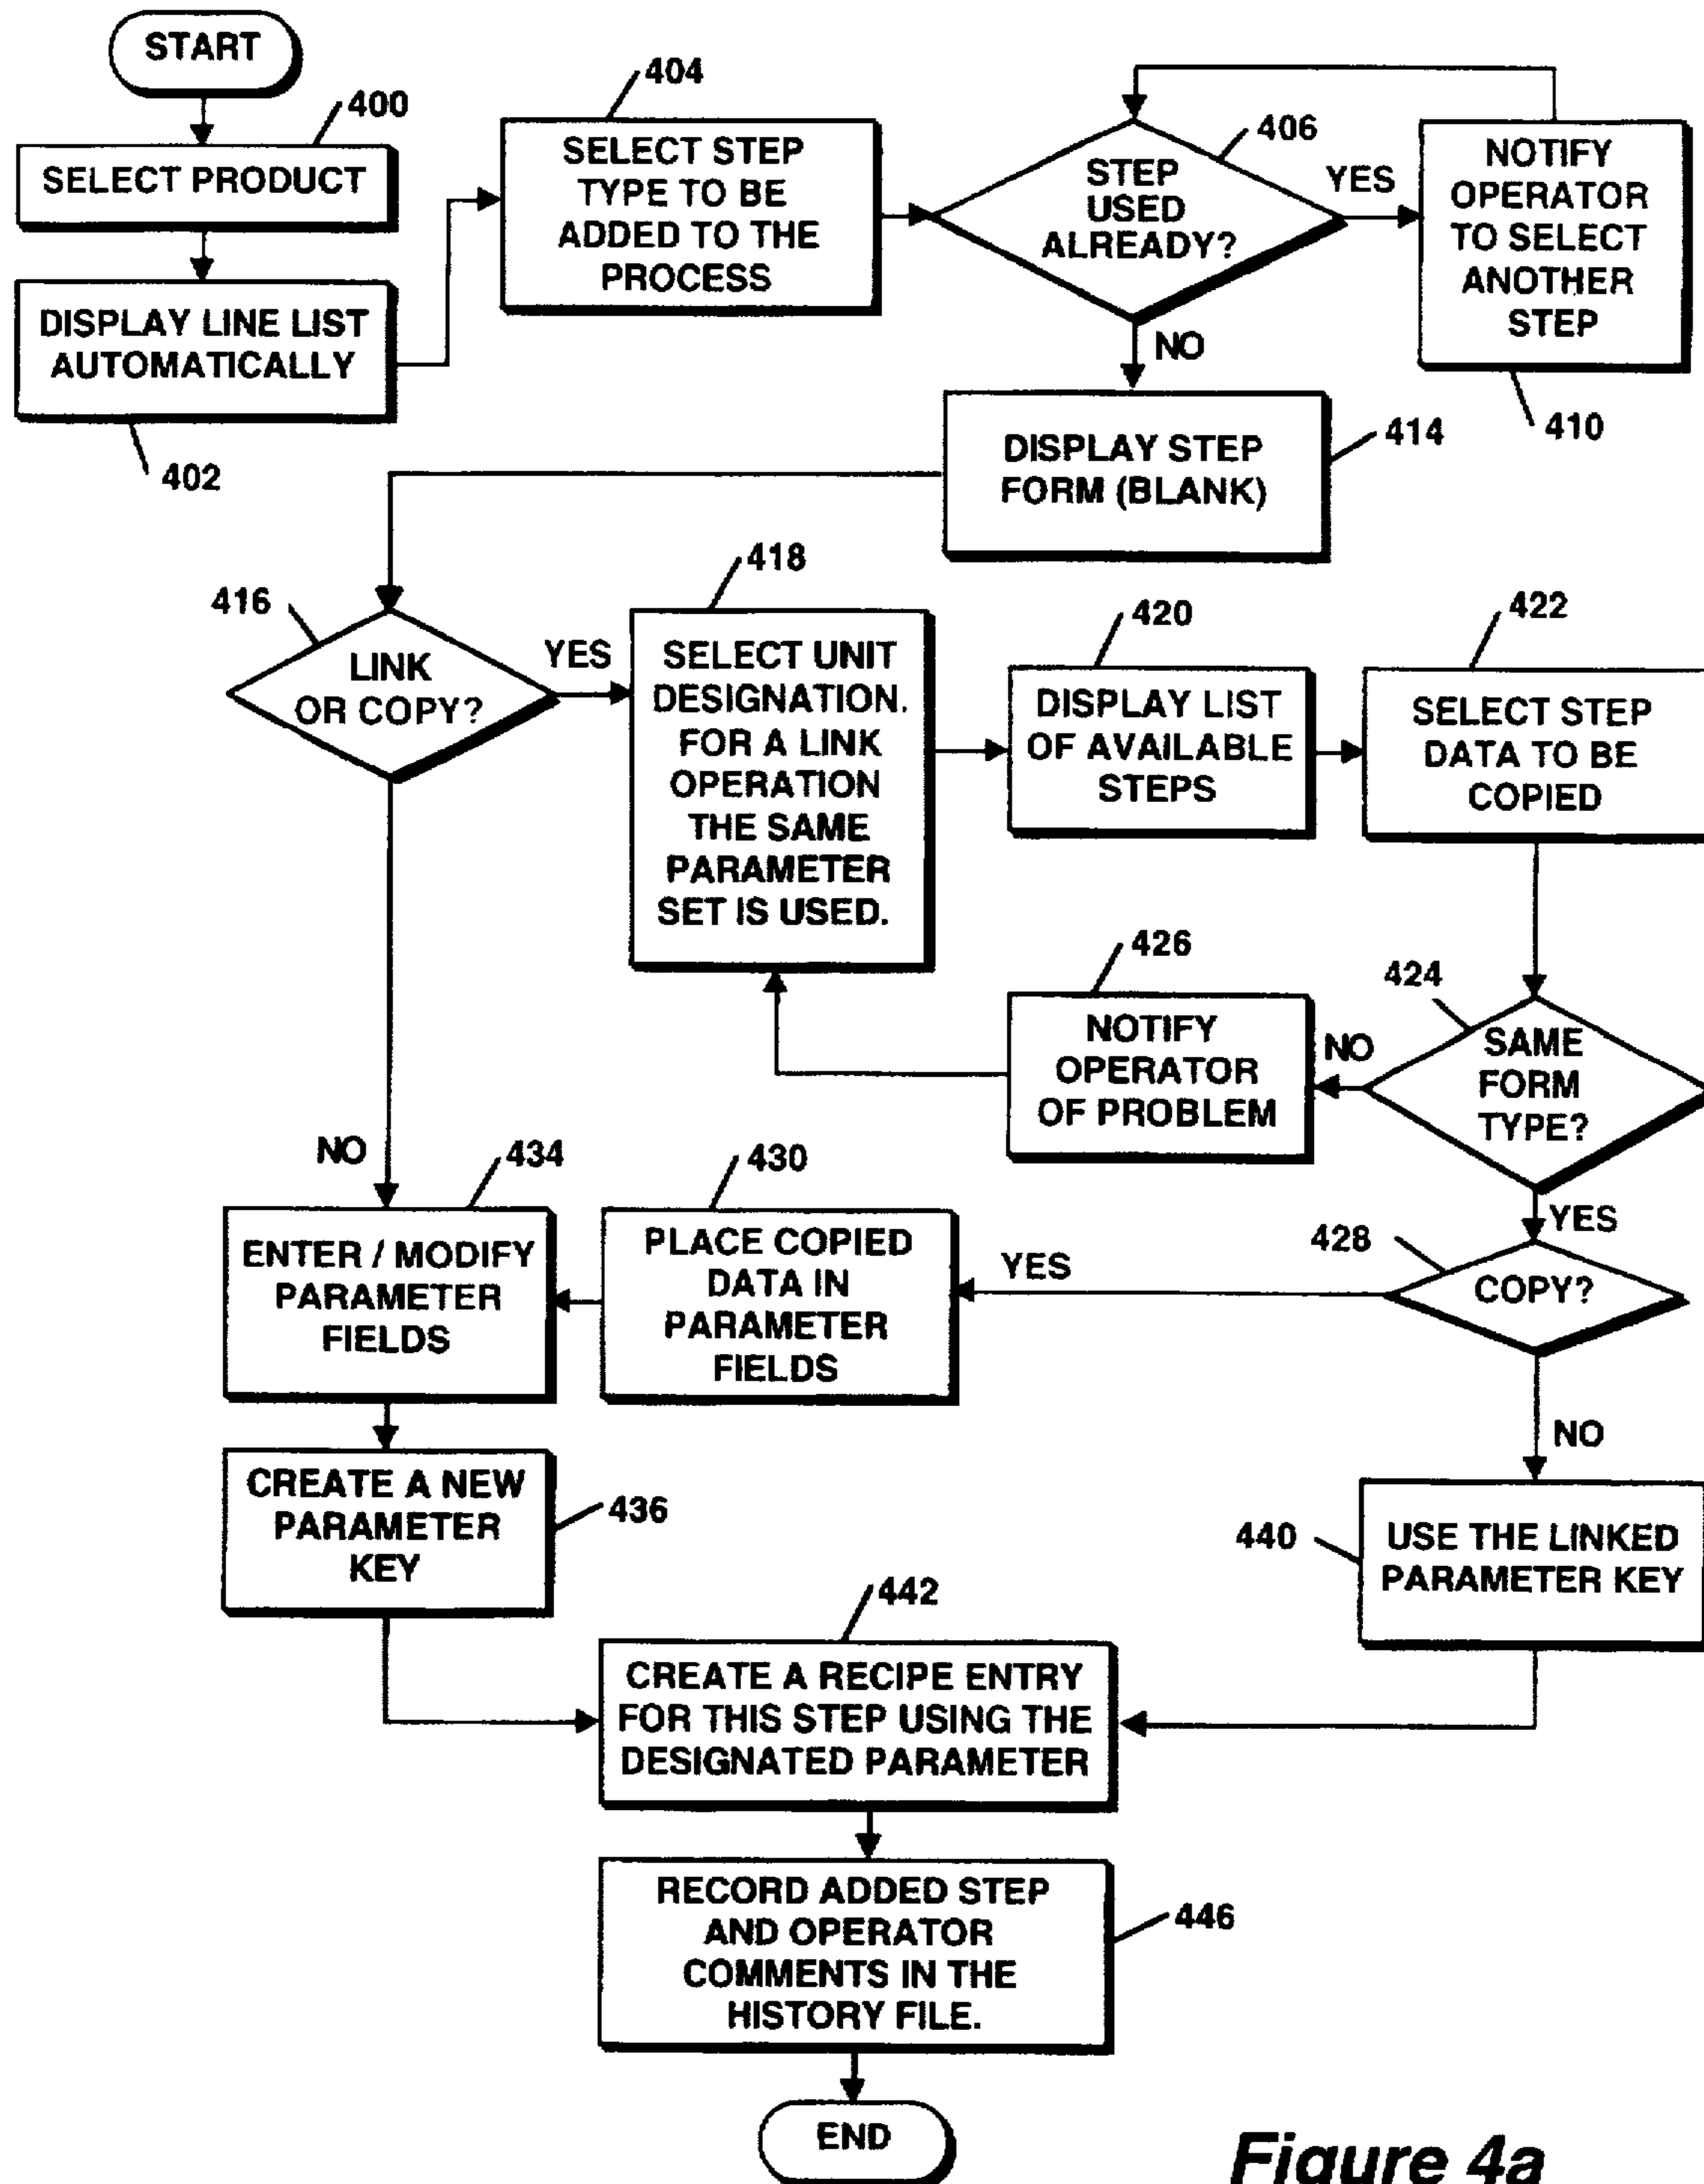 START
400
SELECT PRODUCT
DISPLAY LINE LIST
AUTOMATICALLY
402
404
SELECT STEP
TYPE TO BE
ADDED TO THE
PROCESS
406
STEP
USED
ALREADY?
YES
NO
NOTIFY
OPERATOR
TO SELECT
ANOTHER
STEP
410
DISPLAY STEP
FORM (BLANK)
414
416
LINK
OR COPY?
YES
NO
418
SELECT UNIT
DESIGNATION.
FOR A LINK
OPERATION
THE SAME
PARAMETER
SET IS USED.
420
DISPLAY LIST
OF AVAILABLE
STEPS
422
SELECT STEP
DATA TO BE
COPIED
424
SAME
FORM
TYPE?
NO
YES
426
NOTIFY
OPERATOR
OF PROBLEM
428
COPY?
YES
NO
430
PLACE COPIED
DATA IN
PARAMETER
FIELDS
434
ENTER / MODIFY
PARAMETER
FIELDS
CREATE A NEW
PARAMETER
KEY
436
440
USE THE LINKED
PARAMETER KEY
442
CREATE A RECIPE ENTRY
FOR THIS STEP USING THE
DESIGNATED PARAMETER
RECORD ADDED STEP
AND OPERATOR
COMMENTS IN THE
HISTORY FILE.
446
END
Figure 4a